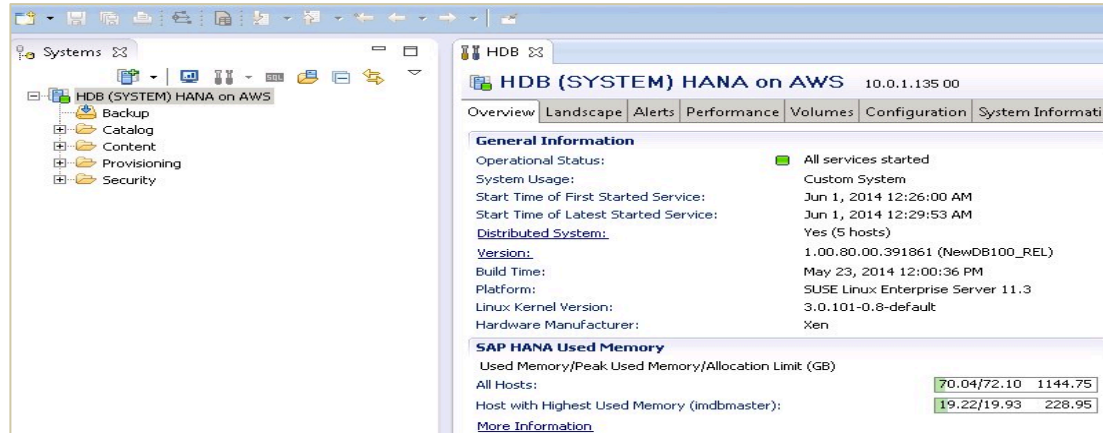 Systems
HDB (SYSTEM) HANA on AWS
Backup
Catalog
Content
Provisioning
Security
SQL
HDB
HDB (SYSTEM) HANA on AWS 10.0.1.135 00
Overview Landscape Alerts Performance Volumes Configuration System Informati
General Information
Operational Status: All services started
System Usage: Custom System
Start Time of First Started Service: Jun 1, 2014 12:26:00 AM
Start Time of Latest Started Service: Jun 1, 2014 12:29:53 AM
Distributed System: Yes (5 hosts)
Version: 1.00.80.00.391861 (NewDB100_REL)
Build Time: May 23, 2014 12:00:36 PM
Platform: SUSE Linux Enterprise Server 11.3
Linux Kernel Version: 3.0.101-0.8-default
Hardware Manufacturer: Xen
SAP HANA Used Memory
Used Memory/Peak Used Memory/Allocation Limit (GB)
All Hosts: 70.04/72.10 1144.75
Host with Highest Used Memory (imdbmaster): 19.22/19.93 228.95
More Information